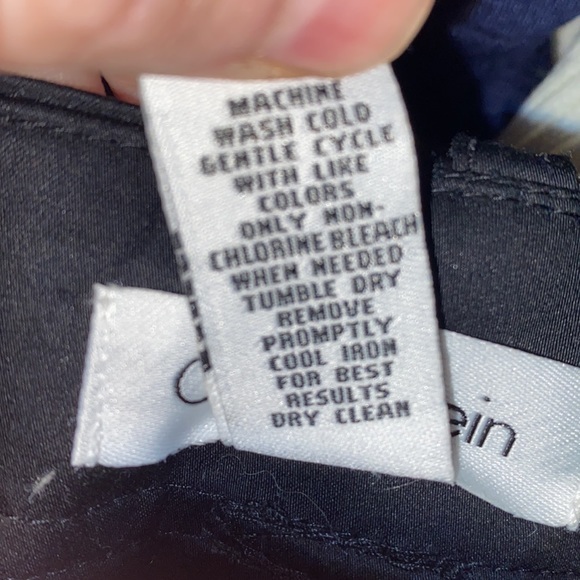 MACHINE
WASH COLD
GENTLE CYCLE
WITH LIKE
COLORS
ONLY NON-
CHLORINE BLEACH
WHEN NEEDED
TUMBLE DRY
REMOVE
PROMPTLY
COOL IRON
FOR BEST
RESULTS
DRY CLEAN